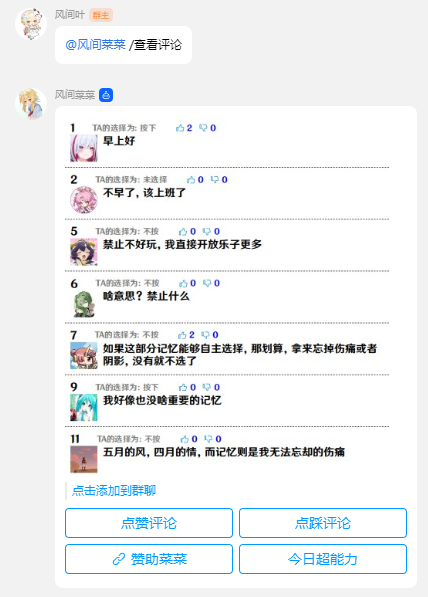 风间叶 群主
@风间菜菜 /查看评论
风间菜菜
1 TA的选择为: 按下 2 0
早上好
2 TA的选择为: 未选择 0 0
不早了, 该上班了
5 TA的选择为: 不按 0 0
禁止不好玩, 我直接开放乐子更多
6 TA的选择为: 不按 0 0
啥意思? 禁止什么
7 TA的选择为: 不按 2 0
如果这部分记忆能够自主选择, 那划算, 拿来忘掉伤痛或者
阴影, 没有就不选了
9 TA的选择为: 按下 0 0
我好像也没啥重要的记忆
11 TA的选择为: 不按 0 0
五月的风, 四月的情, 而记忆则是我无法忘却的伤痛
点击添加到群聊
点赞评论 点踩评论
赞助菜菜 今日超能力